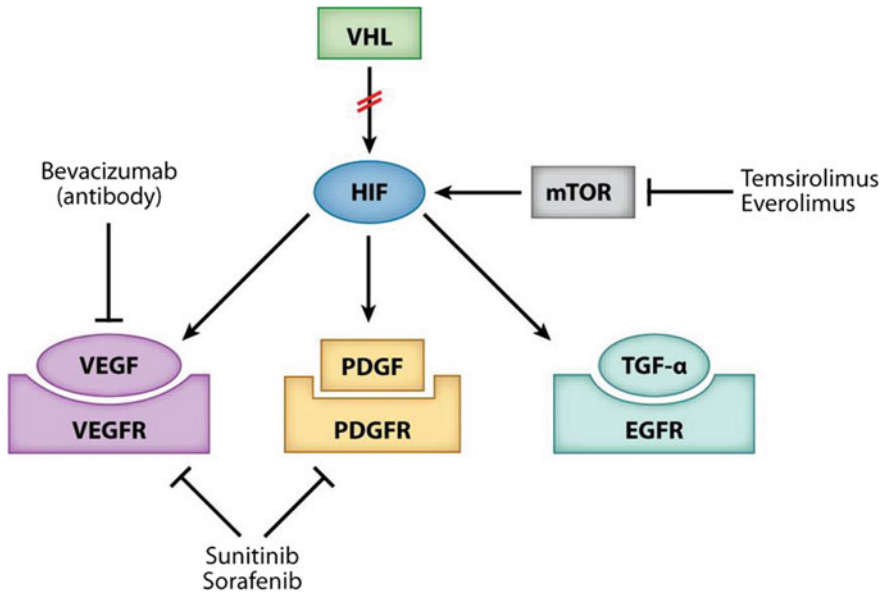 VHL
HIF
mTOR
Temsirolimus
Everolimus
Bevacizumab
(antibody)
VEGF
VEGFR
PDGF
PDGFR
TGF-α
EGFR
Sunitinib
Sorafenib